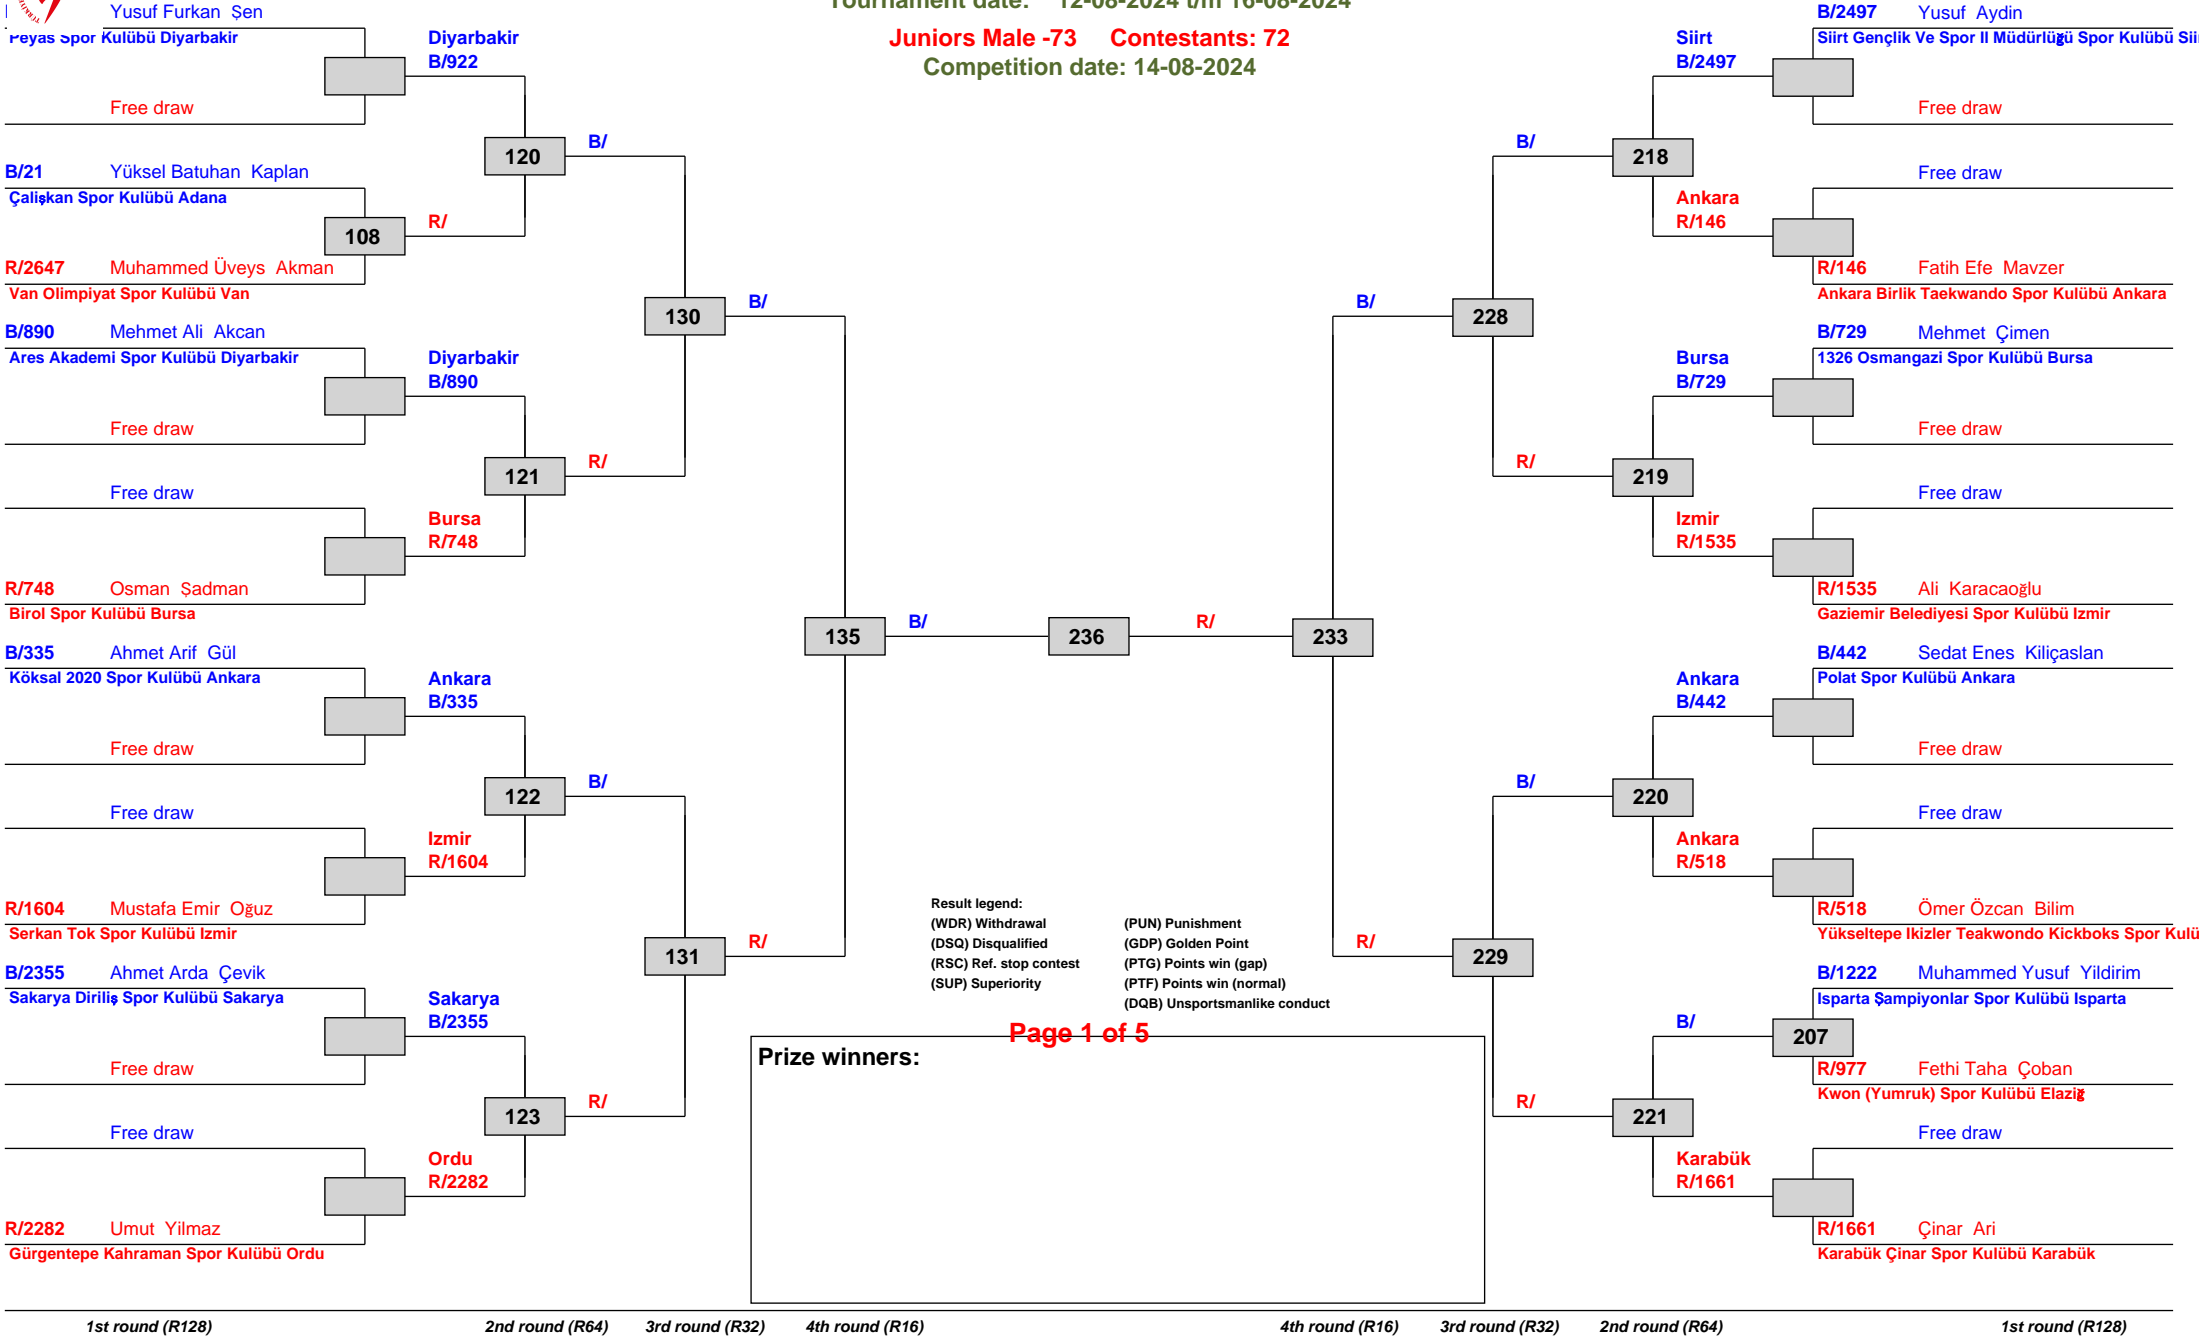 Tournament date: 12-08-2024 t/m 16-08-2024
Juniors Male -73 Contestants: 72
Competition date: 14-08-2024
Yusuf Furkan Şen
Peyas Spor Kulübü Diyarbakir
Free draw
B/21 Yüksel Batuhan Kaplan
Çalişkan Spor Kulübü Adana
R/2647 Muhammed Üveys Akman
Van Olimpiyat Spor Kulübü Van
B/890 Mehmet Ali Akcan
Ares Akademi Spor Kulübü Diyarbakir
Free draw
Free draw
R/748 Osman Şadman
Birol Spor Kulübü Bursa
B/335 Ahmet Arif Gül
Köksal 2020 Spor Kulübü Ankara
Free draw
Free draw
R/1604 Mustafa Emir Oğuz
Serkan Tok Spor Kulübü Izmir
B/2355 Ahmet Arda Çevik
Sakarya Diriliş Spor Kulübü Sakarya
Free draw
Free draw
R/2282 Umut Yilmaz
Gürgentepe Kahraman Spor Kulübü Ordu
108
Diyarbakir
B/922
R/
Diyarbakir
B/890
Bursa
R/748
Ankara
B/335
Izmir
R/1604
Sakarya
B/2355
Ordu
R/2282
120
121
122
123
B/
R/
B/
R/
130
131
B/
R/
135
B/
236
R/
233
B/
R/
228
229
B/
R/
B/
R/
218
219
220
221
Siirt
B/2497
Ankara
R/146
Bursa
B/729
Izmir
R/1535
Ankara
B/442
Ankara
R/518
B/
Karabük
R/1661
207
B/2497 Yusuf Aydin
Siirt Gençlik Ve Spor Il Müdürlüğü Spor Kulübü Sii
Free draw
Free draw
R/146 Fatih Efe Mavzer
Ankara Birlik Taekwando Spor Kulübü Ankara
B/729 Mehmet Çimen
1326 Osmangazi Spor Kulübü Bursa
Free draw
Free draw
R/1535 Ali Karacaoğlu
Gaziemir Belediyesi Spor Kulübü Izmir
B/442 Sedat Enes Kiliçaslan
Polat Spor Kulübü Ankara
Free draw
Free draw
R/518 Ömer Özcan Bilim
Yükseltepe Ikizler Teakwondo Kickboks Spor Kulü
B/1222 Muhammed Yusuf Yildirim
Isparta Şampiyonlar Spor Kulübü Isparta
R/977 Fethi Taha Çoban
Kwon (Yumruk) Spor Kulübü Elaziğ
Free draw
R/1661 Çinar Ari
Karabük Çinar Spor Kulübü Karabük
Result legend:
(WDR) Withdrawal (PUN) Punishment
(DSQ) Disqualified (GDP) Golden Point
(RSC) Ref. stop contest (PTG) Points win (gap)
(SUP) Superiority (PTF) Points win (normal)
(DQB) Unsportsmanlike conduct
Page 1 of 5
Prize winners:
1st round (R128) 2nd round (R64) 3rd round (R32) 4th round (R16) 4th round (R16) 3rd round (R32) 2nd round (R64) 1st round (R128)